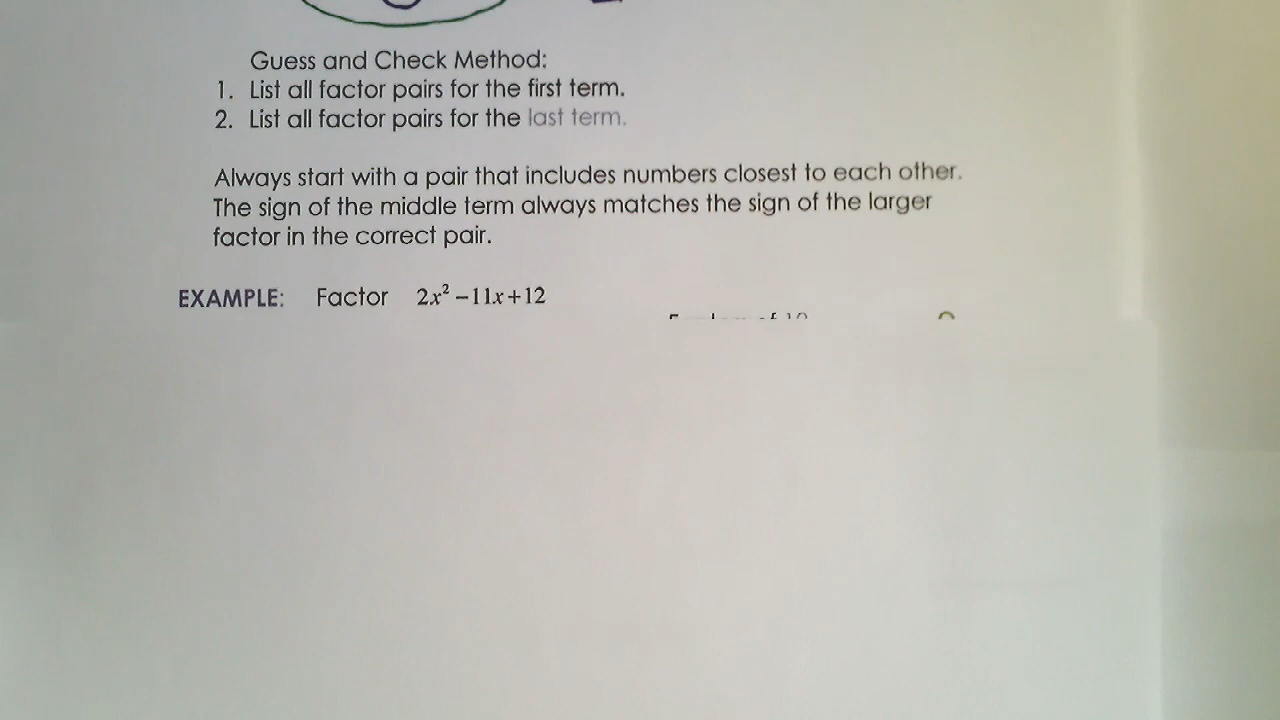 Guess and Check Method:
1. List all factor pairs for the first term.
2. List all factor pairs for the last term.
Always start with a pair that includes numbers closest to each other.
The sign of the middle term always matches the sign of the larger
factor in the correct pair.
EXAMPLE: Factor 2x² −11x+12